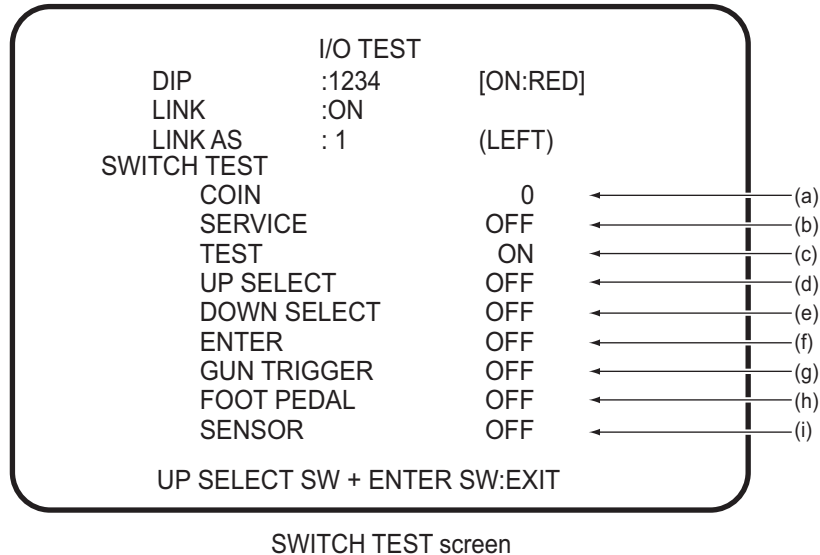 I/O TEST
DIP :1234 [ON:RED]
LINK :ON
LINK AS : 1 (LEFT)
SWITCH TEST
COIN 0 (a)
SERVICE OFF (b)
TEST ON (c)
UP SELECT OFF (d)
DOWN SELECT OFF (e)
ENTER OFF (f)
GUN TRIGGER OFF (g)
FOOT PEDAL OFF (h)
SENSOR OFF (i)
UP SELECT SW + ENTER SW:EXIT
SWITCH TEST screen